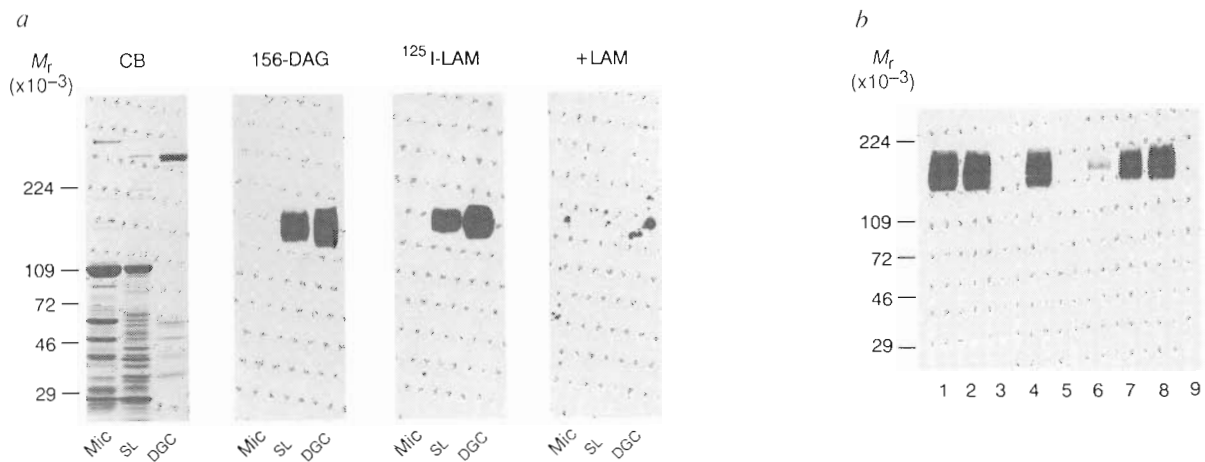 a
M_r (x10⁻³)
CB
156-DAG
¹²⁵I-LAM
+LAM
224
109
72
46
29
Mic SL DGC
Mic SL DGC
Mic SL DGC
Mic SL DGC
b
M_r (x10⁻³)
224
109
72
46
29
1 2 3 4 5 6 7 8 9